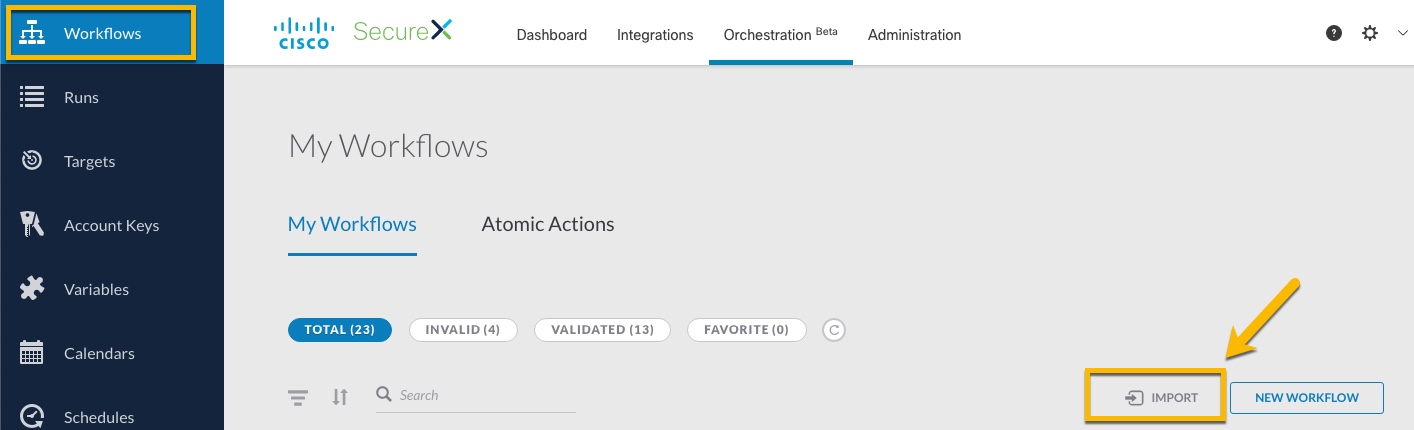 Workflows
Runs
Targets
Account Keys
Variables
Calendars
Schedules
CISCO SecureX Dashboard Integrations Orchestration Beta Administration ?
My Workflows
My Workflows Atomic Actions
TOTAL (23) INVALID (4) VALIDATED (13) FAVORITE (0)
Search IMPORT NEW WORKFLOW